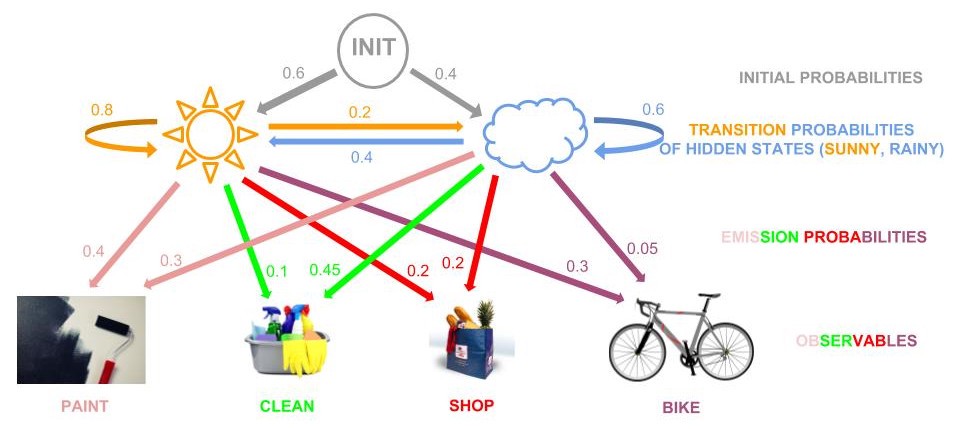 INIT
0.6
0.4
INITIAL PROBABILITIES
0.8
0.2
0.6
0.4
TRANSITION PROBABILITIES
OF HIDDEN STATES (SUNNY, RAINY)
0.4
0.3
0.1
0.45
0.2
0.2
0.3
0.05
EMISSION PROBABILITIES
OBSERVABLES
PAINT
CLEAN
SHOP
BIKE